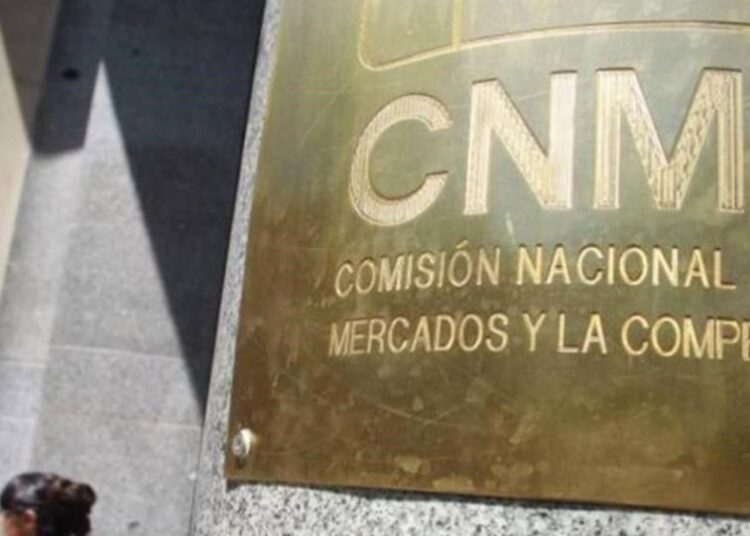 CNM
COMISIÓN NACIONAL
MERCADOS Y LA COMPE